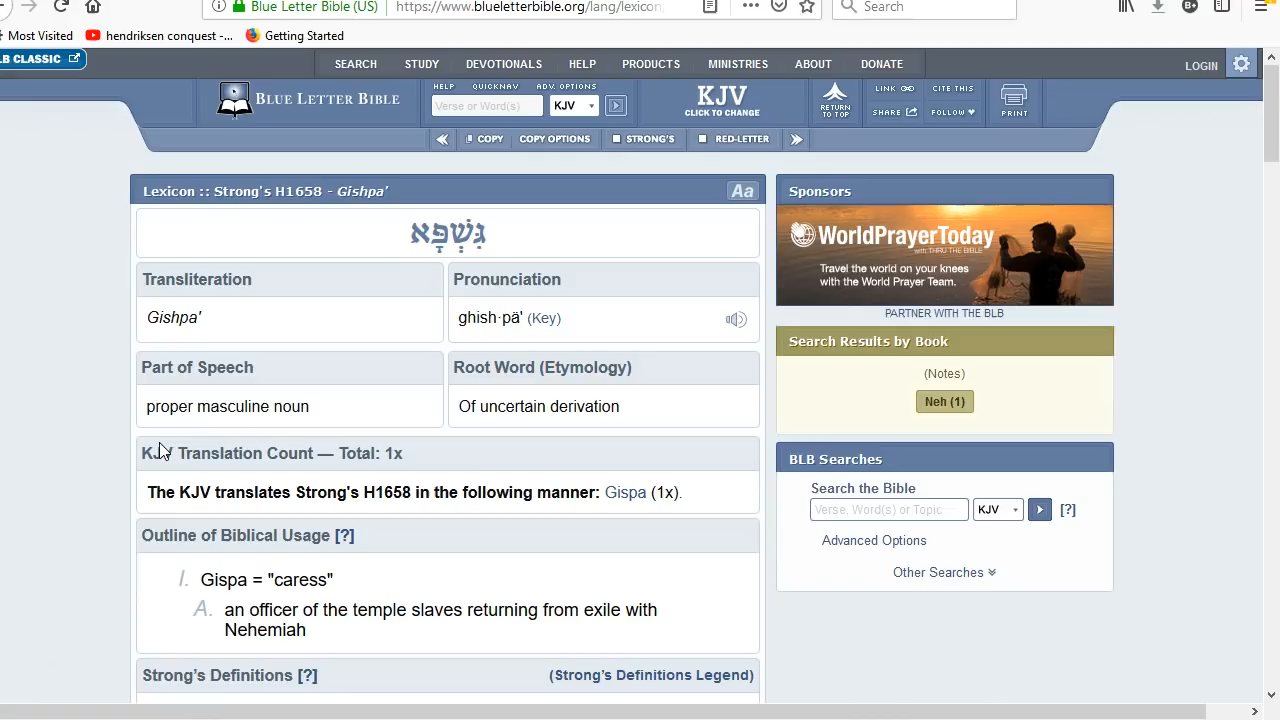 Blue Letter Bible (US)
https://www.blueletterbible.org/lang/lexicon
Search
Most Visited
hendriksen conquest -...
Getting Started
BLB CLASSIC
SEARCH STUDY DEVOTIONALS HELP PRODUCTS MINISTRIES ABOUT DONATE
LOGIN
BLUE LETTER BIBLE
HELP QUICKNAV ADV. OPTIONS
Verse or Word(s) KJV
KJV
CLICK TO CHANGE
RETURN
TO TOP
LINK CITE THIS
SHARE FOLLOW
PRINT
COPY COPY OPTIONS STRONG'S RED-LETTER
Lexicon :: Strong's H1658 - Gishpa'
Aa
גִּשְׁפָּא
Transliteration
Gishpa'
Pronunciation
ghish·pä' (Key)
Part of Speech
proper masculine noun
Root Word (Etymology)
Of uncertain derivation
KJV Translation Count — Total: 1x
The KJV translates Strong's H1658 in the following manner: Gispa (1x).
Outline of Biblical Usage [?]
I. Gispa = "caress"
A. an officer of the temple slaves returning from exile with
Nehemiah
Strong's Definitions [?] (Strong's Definitions Legend)
Sponsors
WorldPrayerToday
with THRU THE BIBLE
Travel the world on your knees
with the World Prayer Team.
PARTNER WITH THE BLB
Search Results by Book
(Notes)
Neh (1)
BLB Searches
Search the Bible
Verse, Word(s) or Topic KJV [?]
Advanced Options
Other Searches